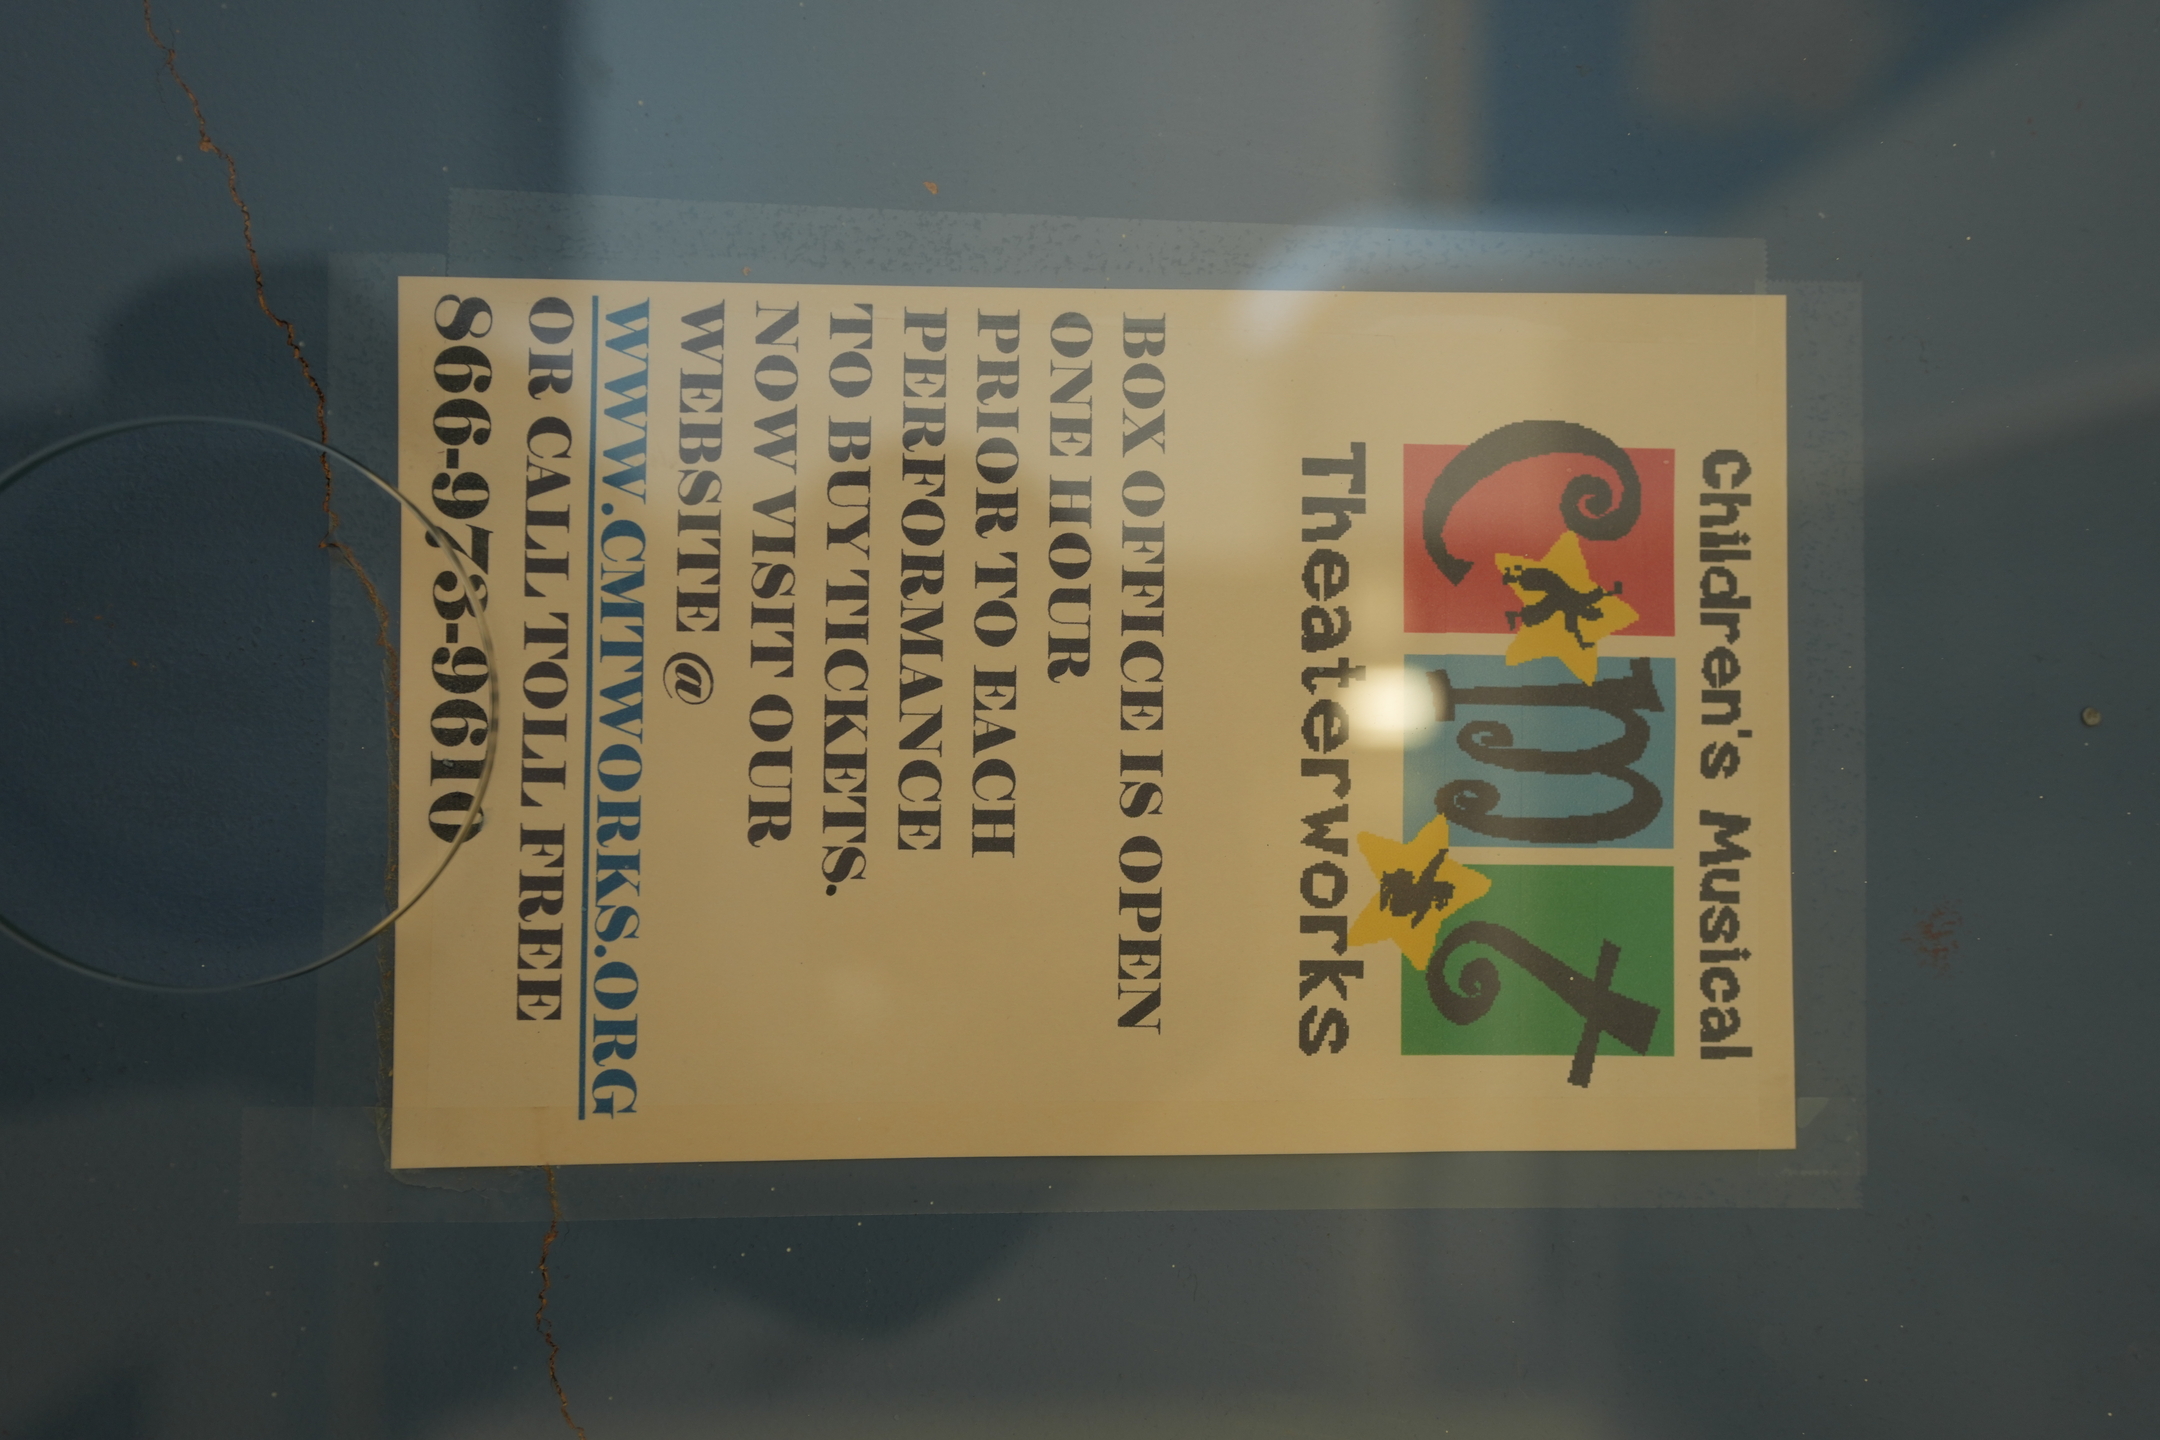 Children's Musical
Cmt
Theaterworks
BOX OFFICE IS OPEN
ONE HOUR
PRIOR TO EACH
PERFORMANCE
TO BUY TICKETS.
NOW VISIT OUR
WEBSITE @
WWW.CMTWORKS.ORG
OR CALL TOLL FREE
866-973-9610